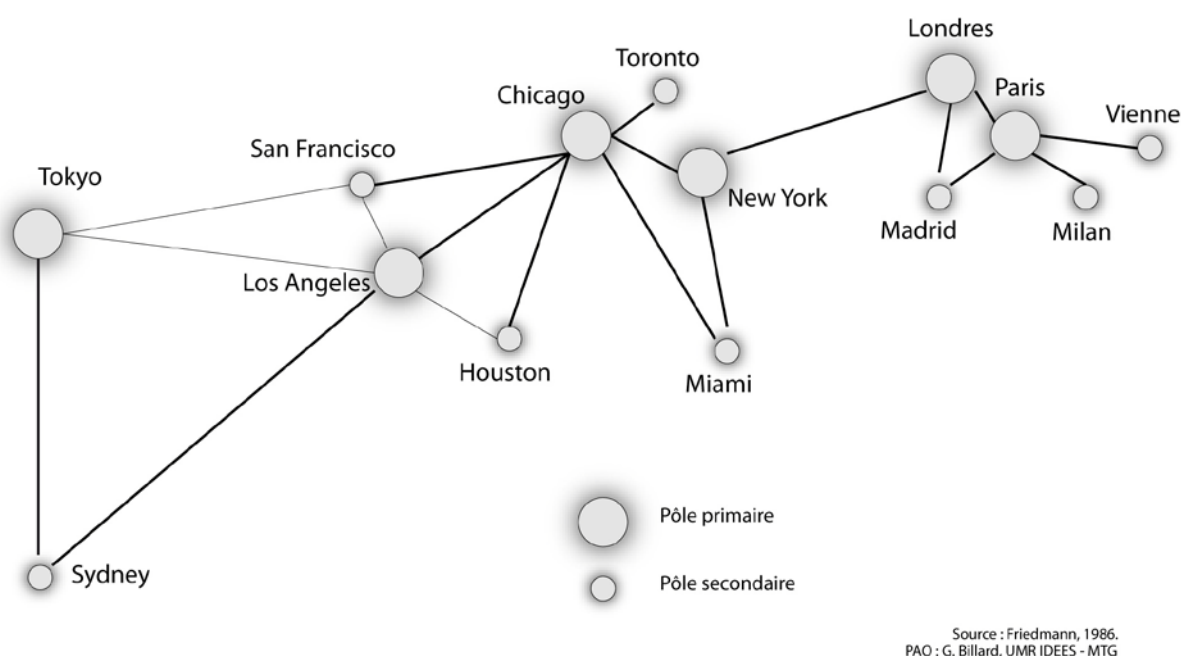 Londres
Toronto
Paris
Chicago
Vienne
San Francisco
Tokyo
New York
Madrid
Milan
Los Angeles
Houston
Miami
Pôle primaire
Sydney
Pôle secondaire
Source : Friedmann, 1986.
PAO : G. Billard, UMR IDEES - MTG